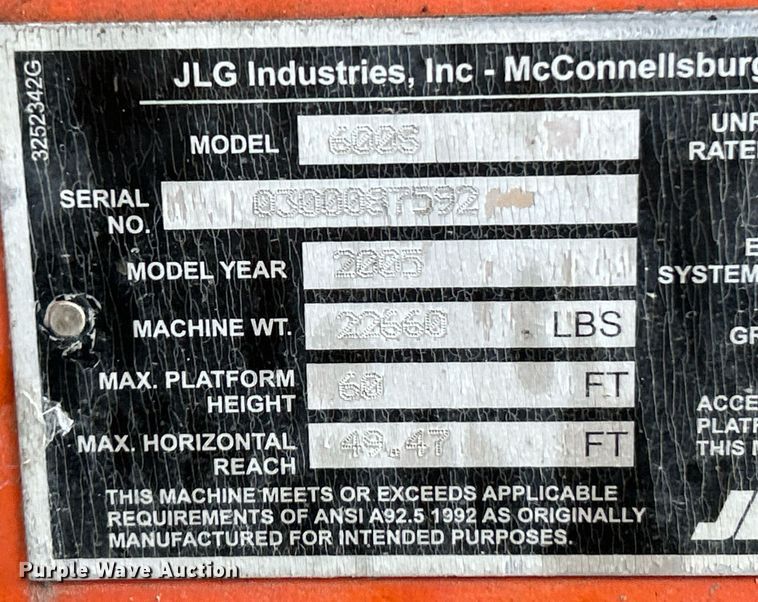 3252342G
JLG Industries, Inc - McConnellsburg
MODEL 600S
SERIAL NO. 0300087592
MODEL YEAR 2005
MACHINE WT. 22660 LBS
MAX. PLATFORM HEIGHT 60 FT
MAX. HORIZONTAL REACH 49.47 FT
THIS MACHINE MEETS OR EXCEEDS APPLICABLE
REQUIREMENTS OF ANSI A92.5 1992 AS ORIGINALLY
MANUFACTURED FOR INTENDED PURPOSES.
UNR
RATE
E
SYSTEM
GR
ACCE
PLATF
THIS M
Purple Wave Auction